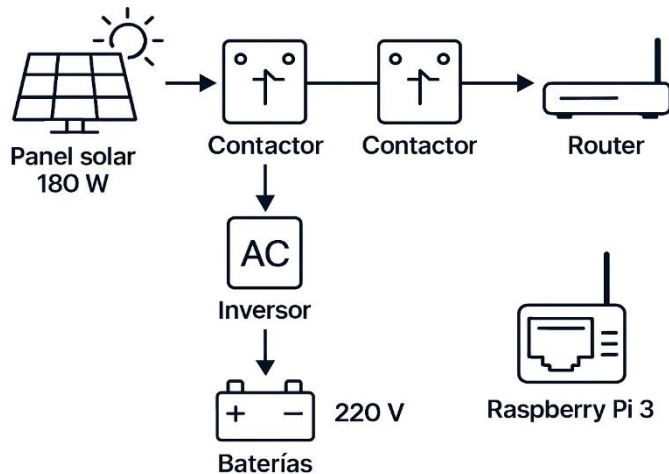 Panel solar
180 W
Contactor
Contactor
Router
AC
Inversor
+ −
220 V
Baterías
Raspberry Pi 3